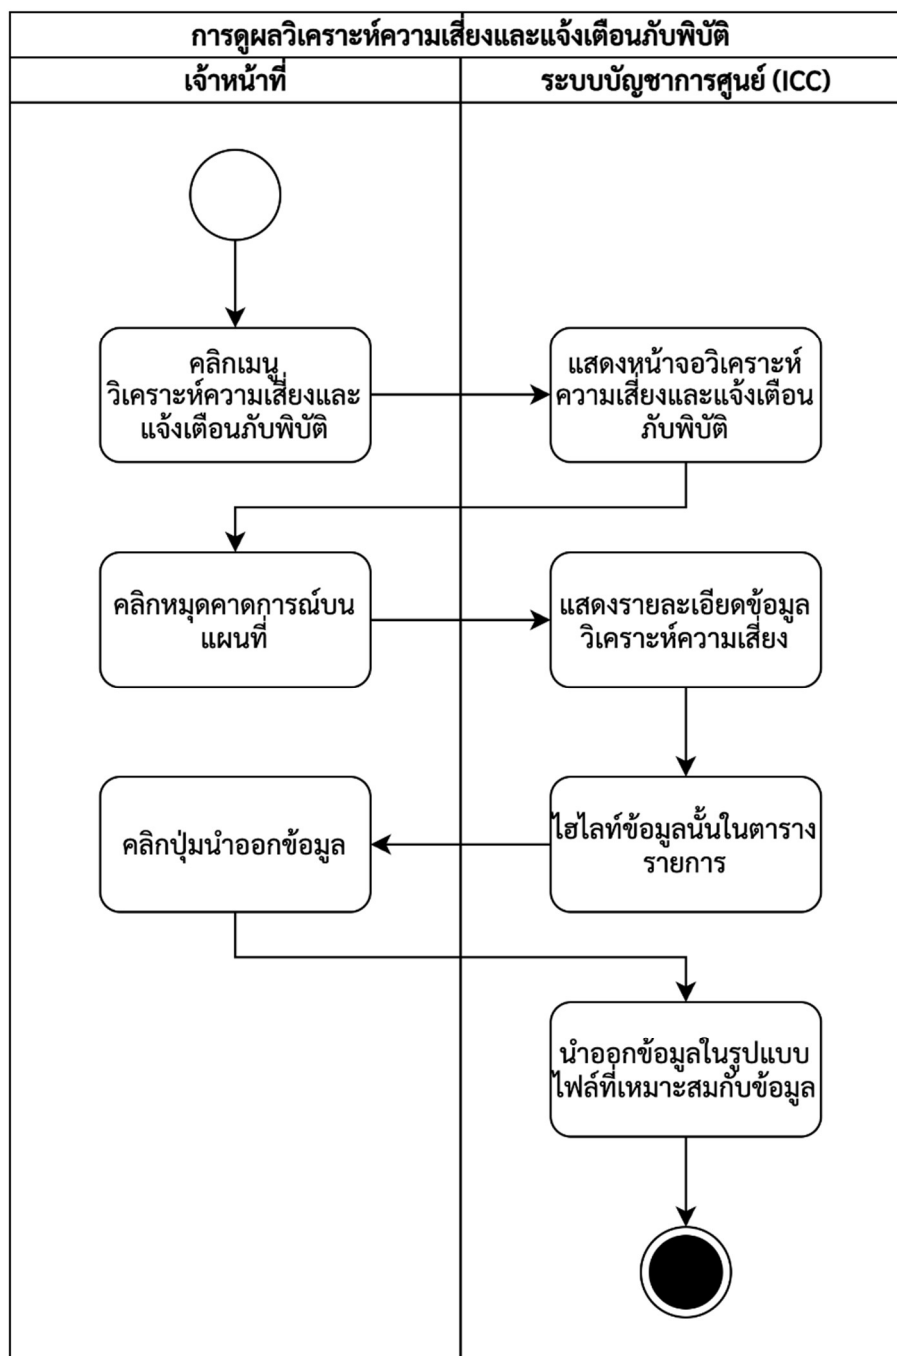 การดูผลวิเคราะห์ความเสี่ยงและแจ้งเตือนภับพิบัติ
เจ้าหน้าที่
ระบบบัญชาการศูนย์ (ICC)
คลิกเมนู
วิเคราะห์ความเสี่ยงและ
แจ้งเตือนภับพิบัติ
แสดงหน้าจอวิเคราะห์
ความเสี่ยงและแจ้งเตือน
ภับพิบัติ
คลิกหมุดคาดการณ์บน
แผนที่
แสดงรายละเอียดข้อมูล
วิเคราะห์ความเสี่ยง
คลิกปุ่มนำออกข้อมูล
ไฮไลท์ข้อมูลนั้นในตาราง
รายการ
นำออกข้อมูลในรูปแบบ
ไฟล์ที่เหมาะสมกับข้อมูล